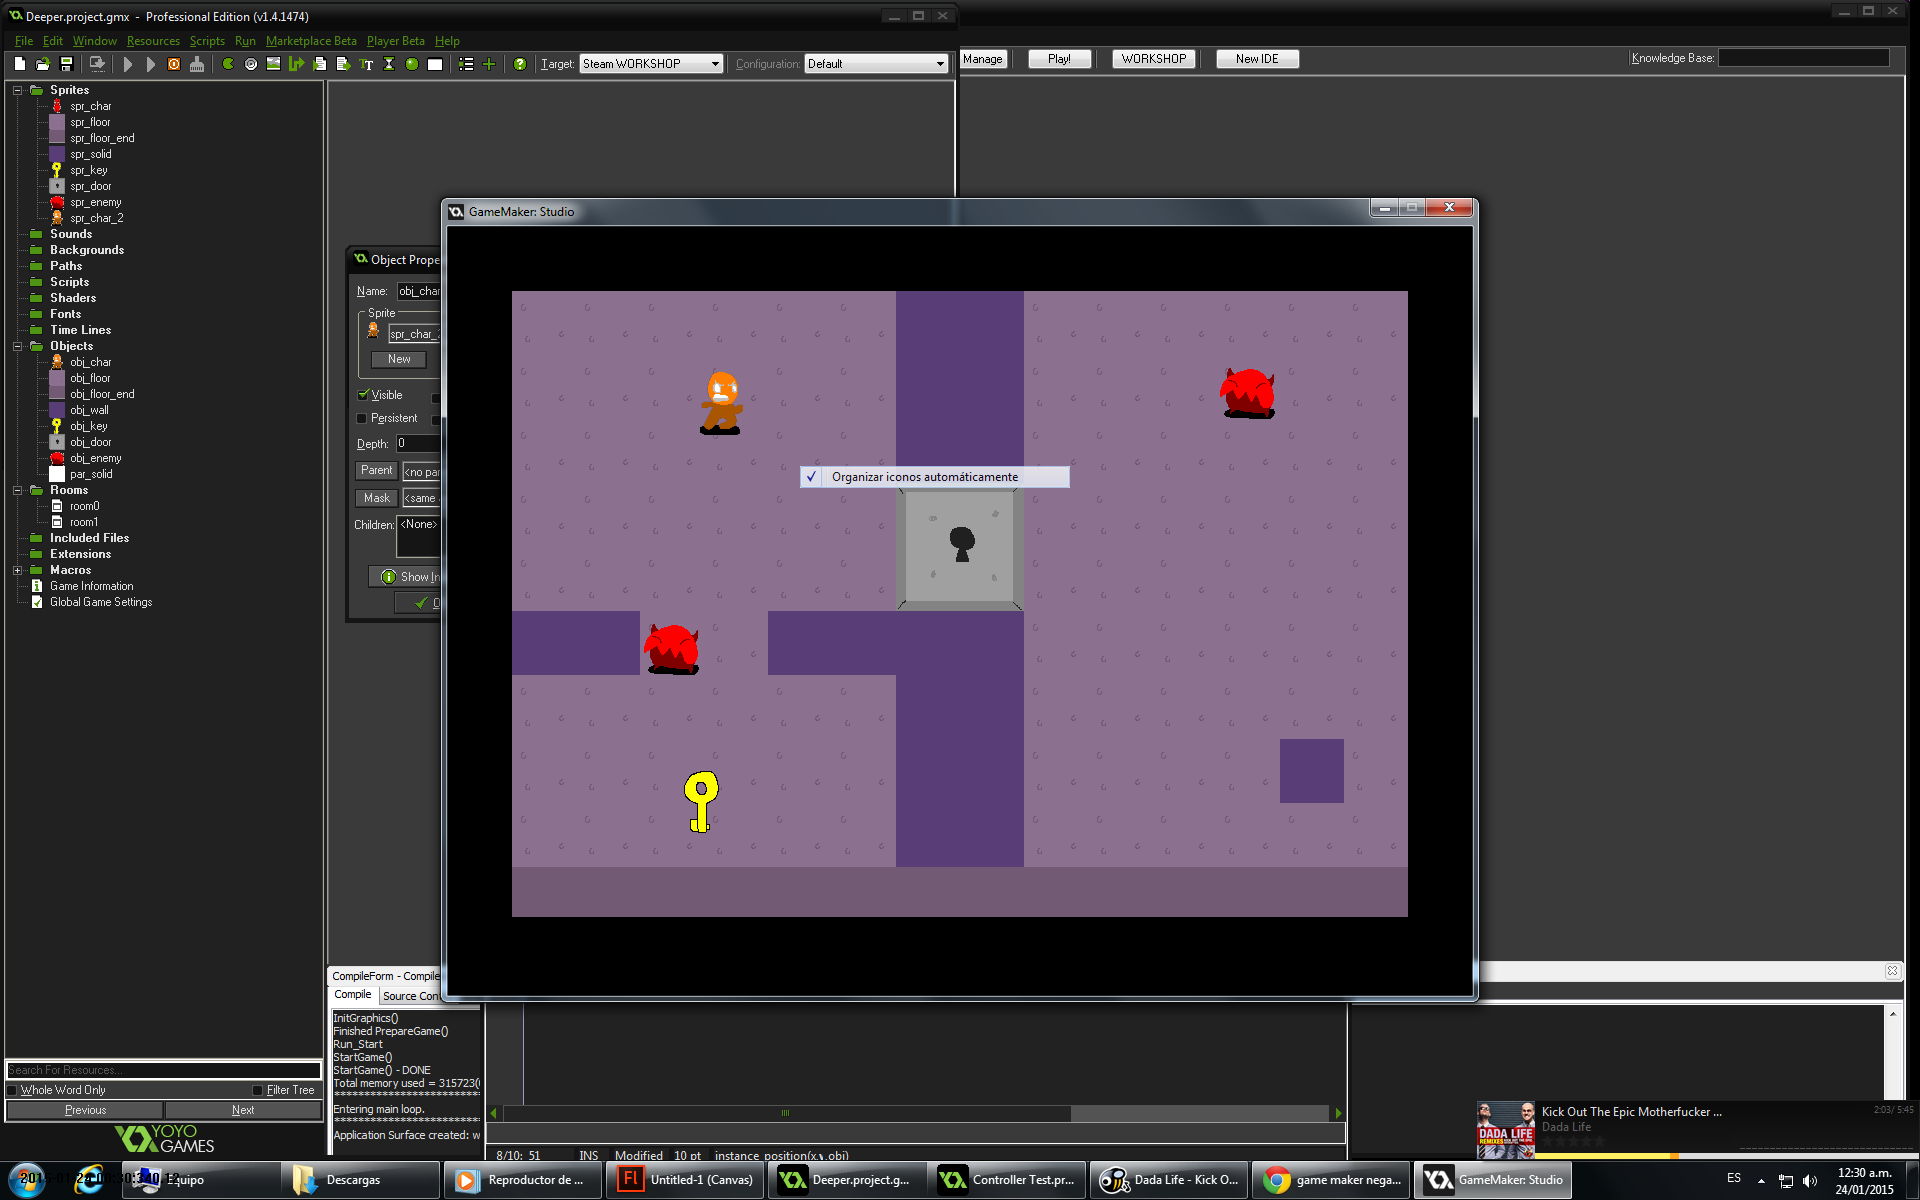 Deeper.project.gmx - Professional Edition (v1.4.1474)
File Edit Window Resources Scripts Run Marketplace Beta Player Beta Help
Target: Steam WORKSHOP Configuration: Default
Manage Play! WORKSHOP New IDE Knowledge Base:
Sprites
spr_char
spr_floor
spr_floor_end
spr_solid
spr_key
spr_door
spr_enemy
spr_char_2
Sounds
Backgrounds
Paths
Scripts
Shaders
Fonts
Time Lines
Objects
obj_char
obj_floor
obj_floor_end
obj_wall
obj_key
obj_door
obj_enemy
par_solid
Rooms
room0
room1
Included Files
Extensions
Macros
Game Information
Global Game Settings
Search For Resources...
Whole Word Only Filter Tree
Previous Next
YOYO
GAMES
Object Prope
Name: obj_char
Sprite
spr_char_
New
Visible
Persistent
Depth: 0
Parent <no pa
Mask <same
Children: <None>
Show In
GameMaker: Studio
Organizar iconos automáticamente
CompileForm - Compile
Compile Source Con
InitGraphics()
Finished PrepareGame()
Run_Start
StartGame()
StartGame() - DONE
Total memory used = 315723(
Entering main loop.
Application Surface created: w
8/10: 51 INS Modified 10 pt instance_position(x,y,obj)
Kick Out The Epic Motherfucker ... 2:03/ 5:45
Dada Life
DADA LIFE
REMIXES
Equipo
Descargas
Reproductor de ...
Untitled-1 (Canvas)
Deeper.project.g...
Controller Test.pr...
Dada Life - Kick O...
game maker nega...
GameMaker: Studio
ES
12:30 a.m.
24/01/2015